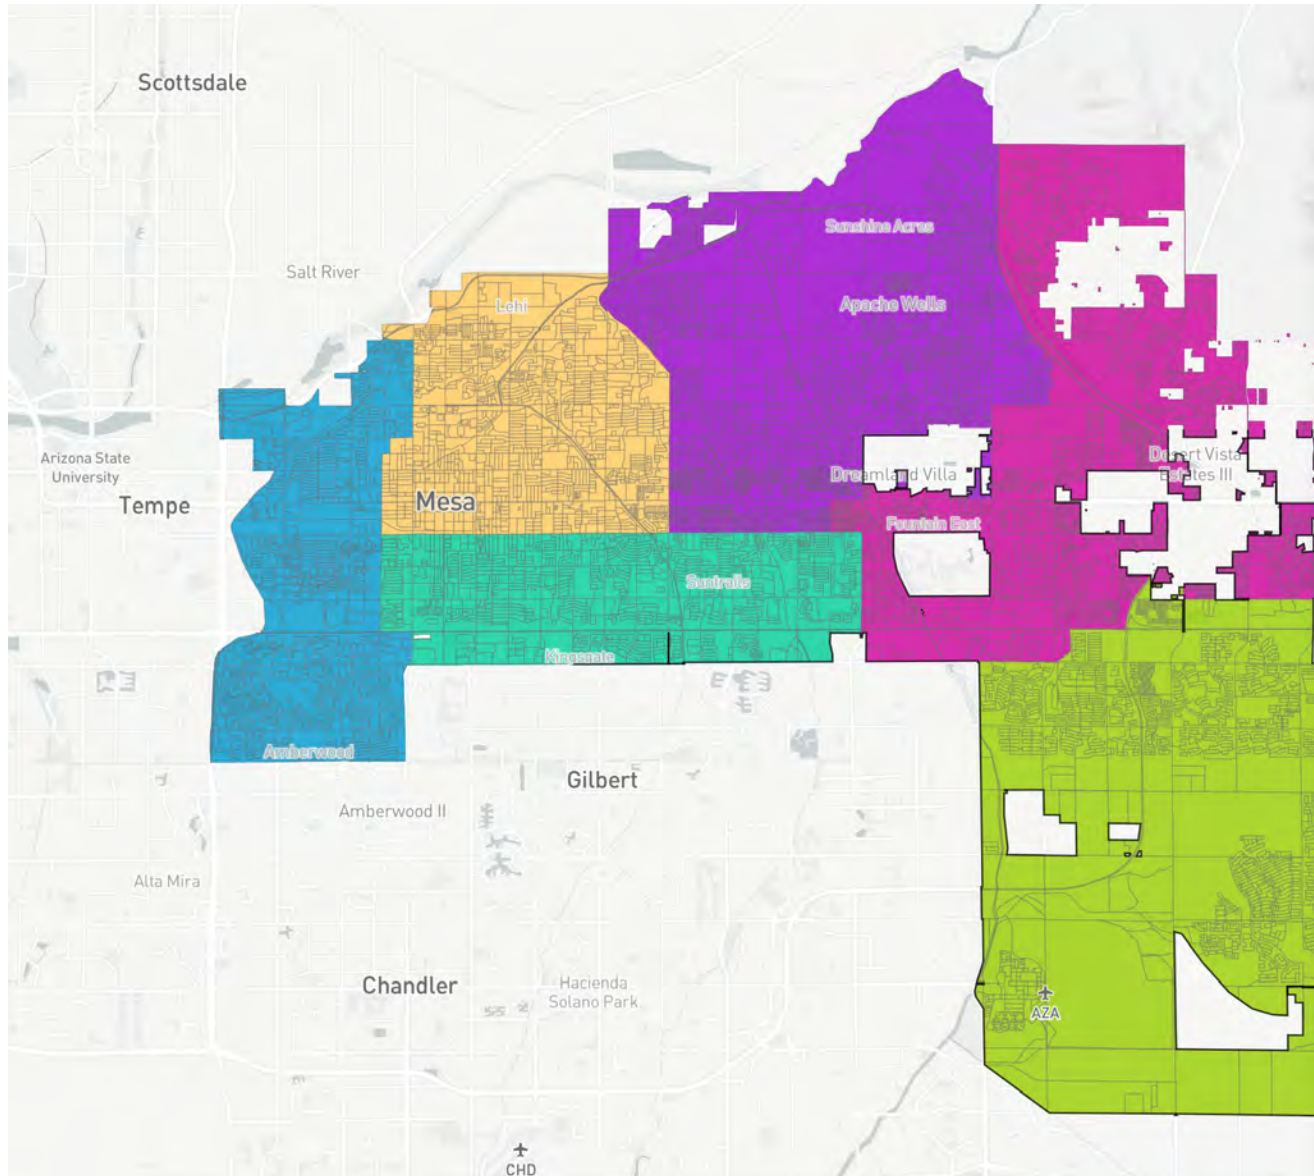 Scottsdale
Sunshine Acres
Salt River
Lehi
Apache Wells
Arizona State
University
Desert Vista
Estates III
Dreamland Villa
Tempe
Mesa
Fountain East
Suntrails
Kingsgate
Amberwood
Gilbert
Amberwood II
Alta Mira
Chandler
Hacienda
Solano Park
AZA
CHD